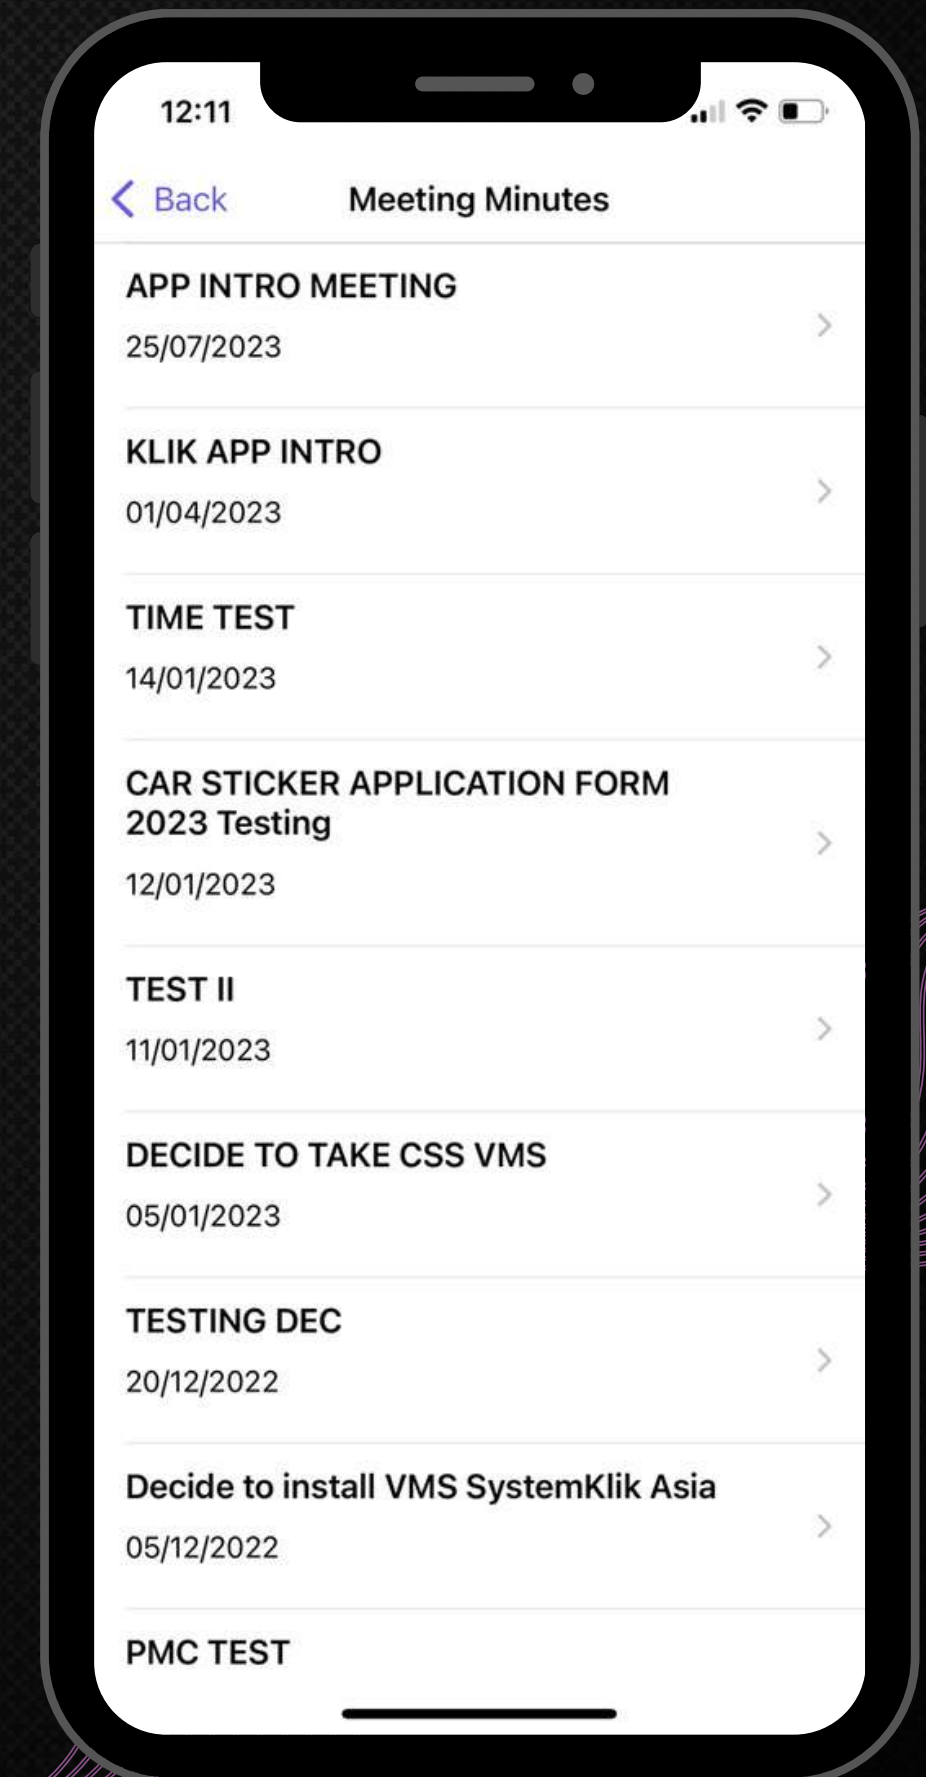 12:11
Back
Meeting Minutes
APP INTRO MEETING
25/07/2023
KLIK APP INTRO
01/04/2023
TIME TEST
14/01/2023
CAR STICKER APPLICATION FORM
2023 Testing
12/01/2023
TEST II
11/01/2023
DECIDE TO TAKE CSS VMS
05/01/2023
TESTING DEC
20/12/2022
Decide to install VMS SystemKlik Asia
05/12/2022
PMC TEST